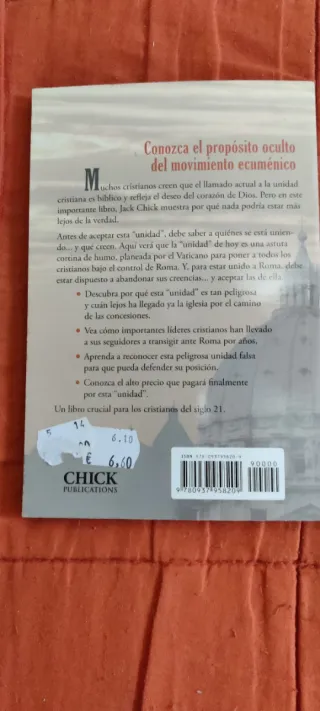 Conozca el propósito oculto
del movimiento ecuménico
Muchos cristianos creen que el llamado actual a la unidad
cristiana es bíblico y refleja el deseo del corazón de Dios. Pero en este
importante libro, Jack Chick muestra por qué nada podría estar más
lejos de la verdad.
Antes de aceptar esta “unidad”, debe saber a quiénes se está unien-
do... y qué creen. Aquí verá que la “unidad” de hoy es una astuta
cortina de humo, planeada por el Vaticano para poner a todos los
cristianos bajo el control de Roma. Y, para estar unido a Roma, debe
estar dispuesto a abandonar sus creencias... y aceptar las de ella.
• Descubra por qué esta “unidad” es tan peligrosa
y cuán lejos ha llegado ya la iglesia por el camino
de las concesiones.
• Vea cómo importantes líderes cristianos han llevado
a sus seguidores a transigir ante Roma por años.
• Aprenda a reconocer esta peligrosa unidad falsa
para que pueda defender su posición.
• Conozca el alto precio que pagará finalmente
por esta “unidad”.
Un libro crucial para los cristianos del siglo 21.
€ 6,60
CHICK
PUBLICATIONS
90000
9 780937 958209